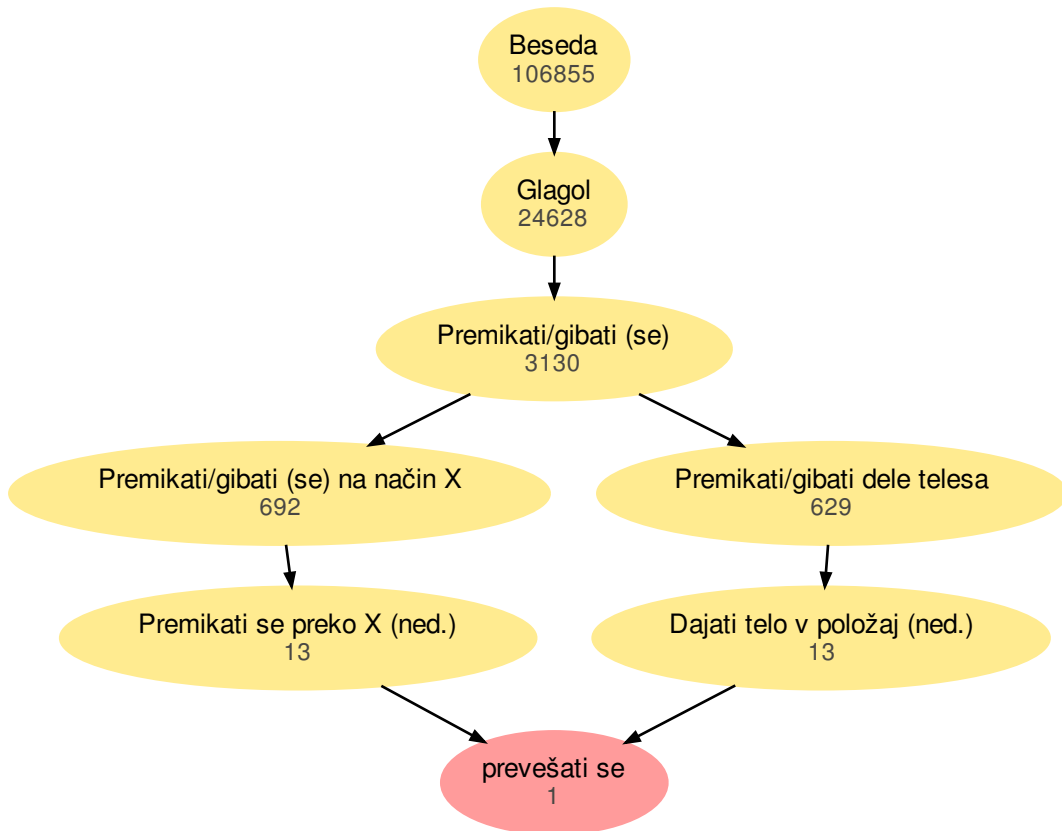 Beseda
106855
Glagol
24628
Premikati/gibati (se)
3130
Premikati/gibati (se) na način X
692
Premikati/gibati dele telesa
629
Premikati se preko X (ned.)
13
Dajati telo v položaj (ned.)
13
prevešati se
1